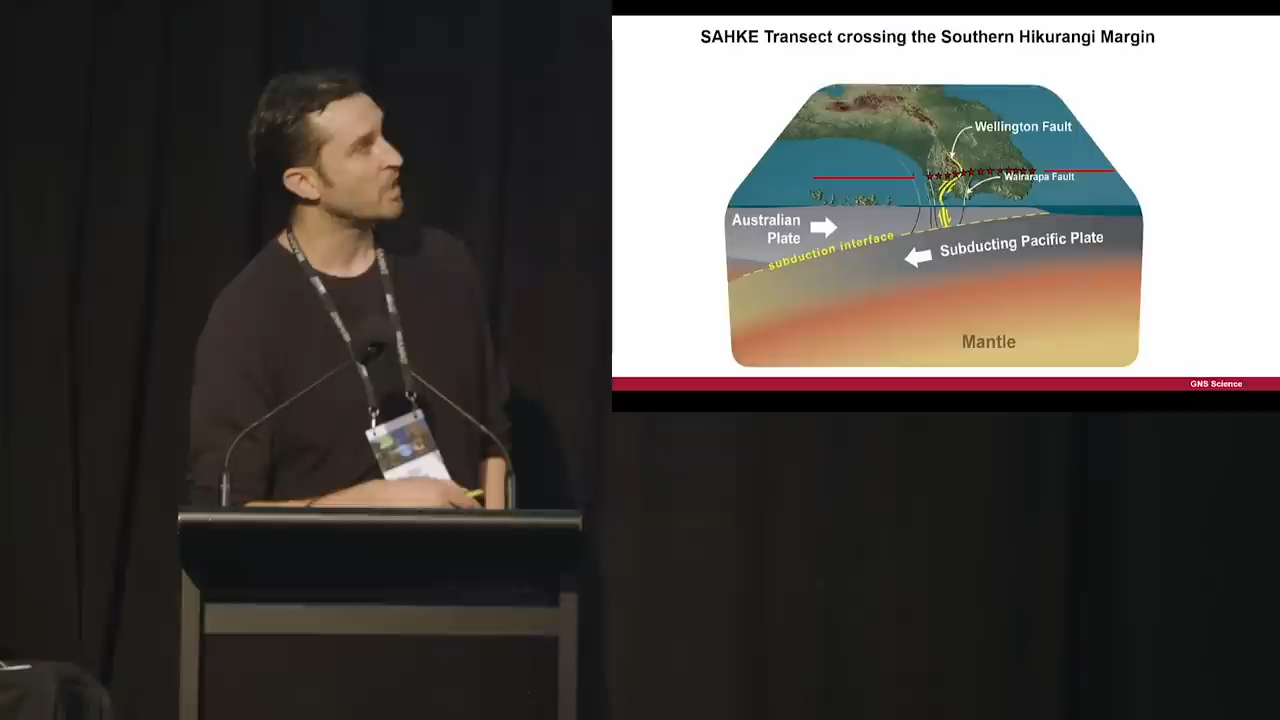 SAHKE Transect crossing the Southern Hikurangi Margin
Wellington Fault
Wairarapa Fault
Australian
Plate
subduction interface
Subducting Pacific Plate
Mantle
GNS Science